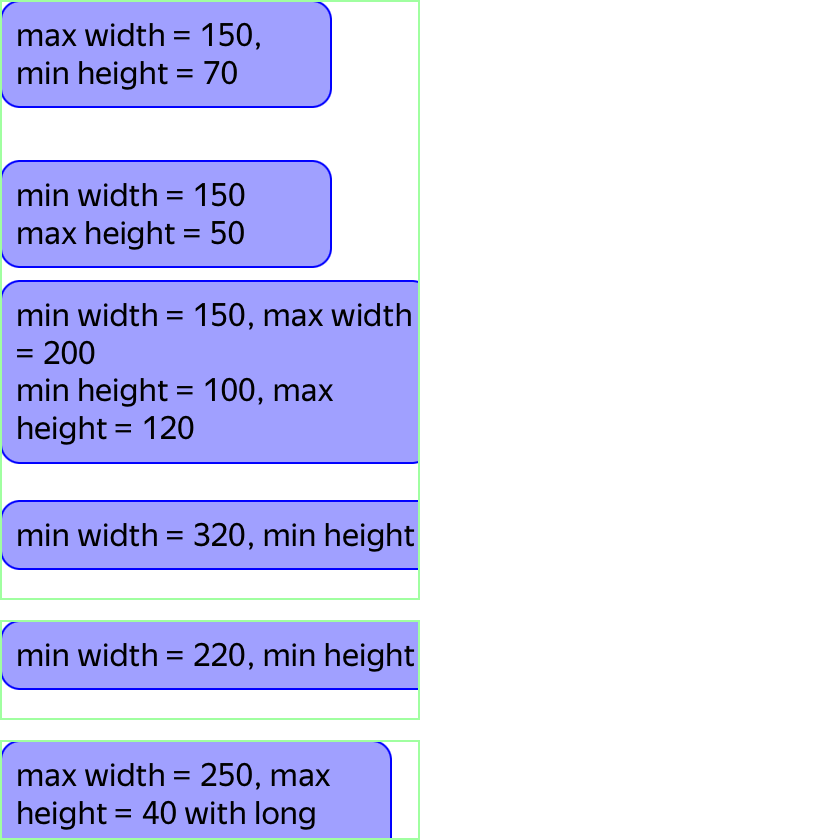 max width = 150,
min height = 70
min width = 150
max height = 50
min width = 150, max width
= 200
min height = 100, max
height = 120
min width = 320, min height
min width = 220, min height
max width = 250, max
height = 40 with long